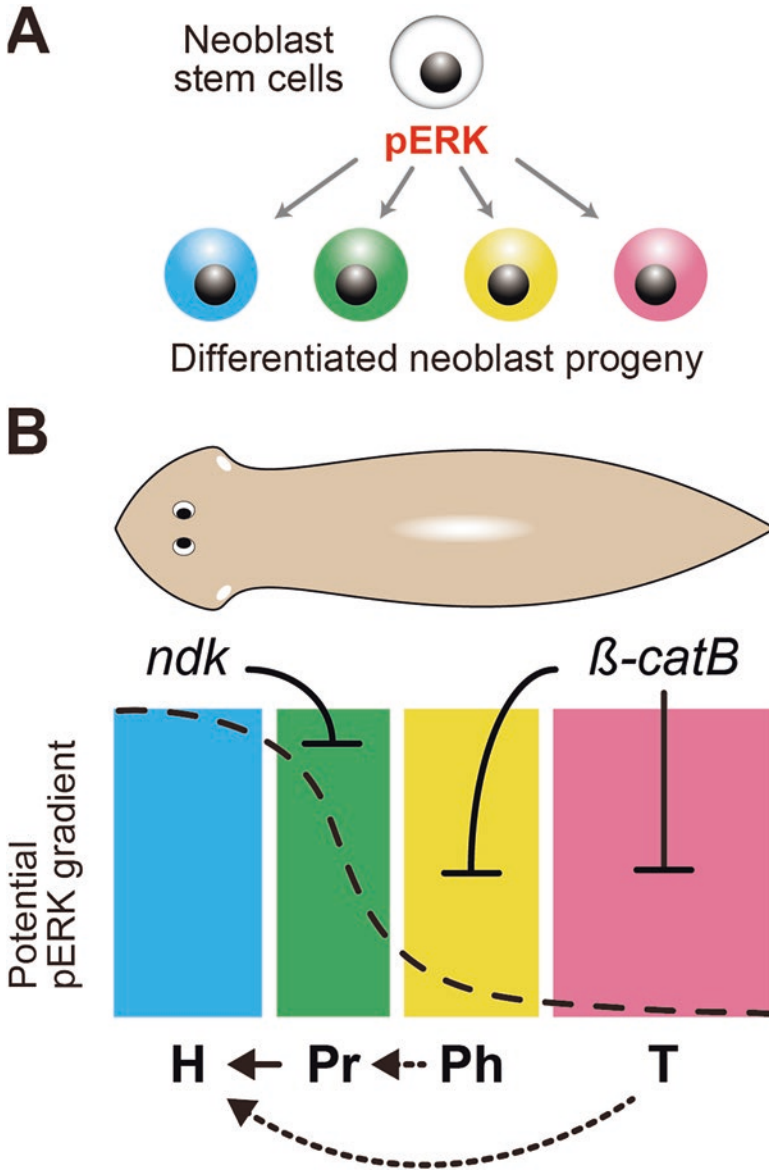 A
Neoblast
stem cells
pERK
Differentiated neoblast progeny
B
ndk
ß-catB
Potential
pERK gradient
H
Pr
Ph
T